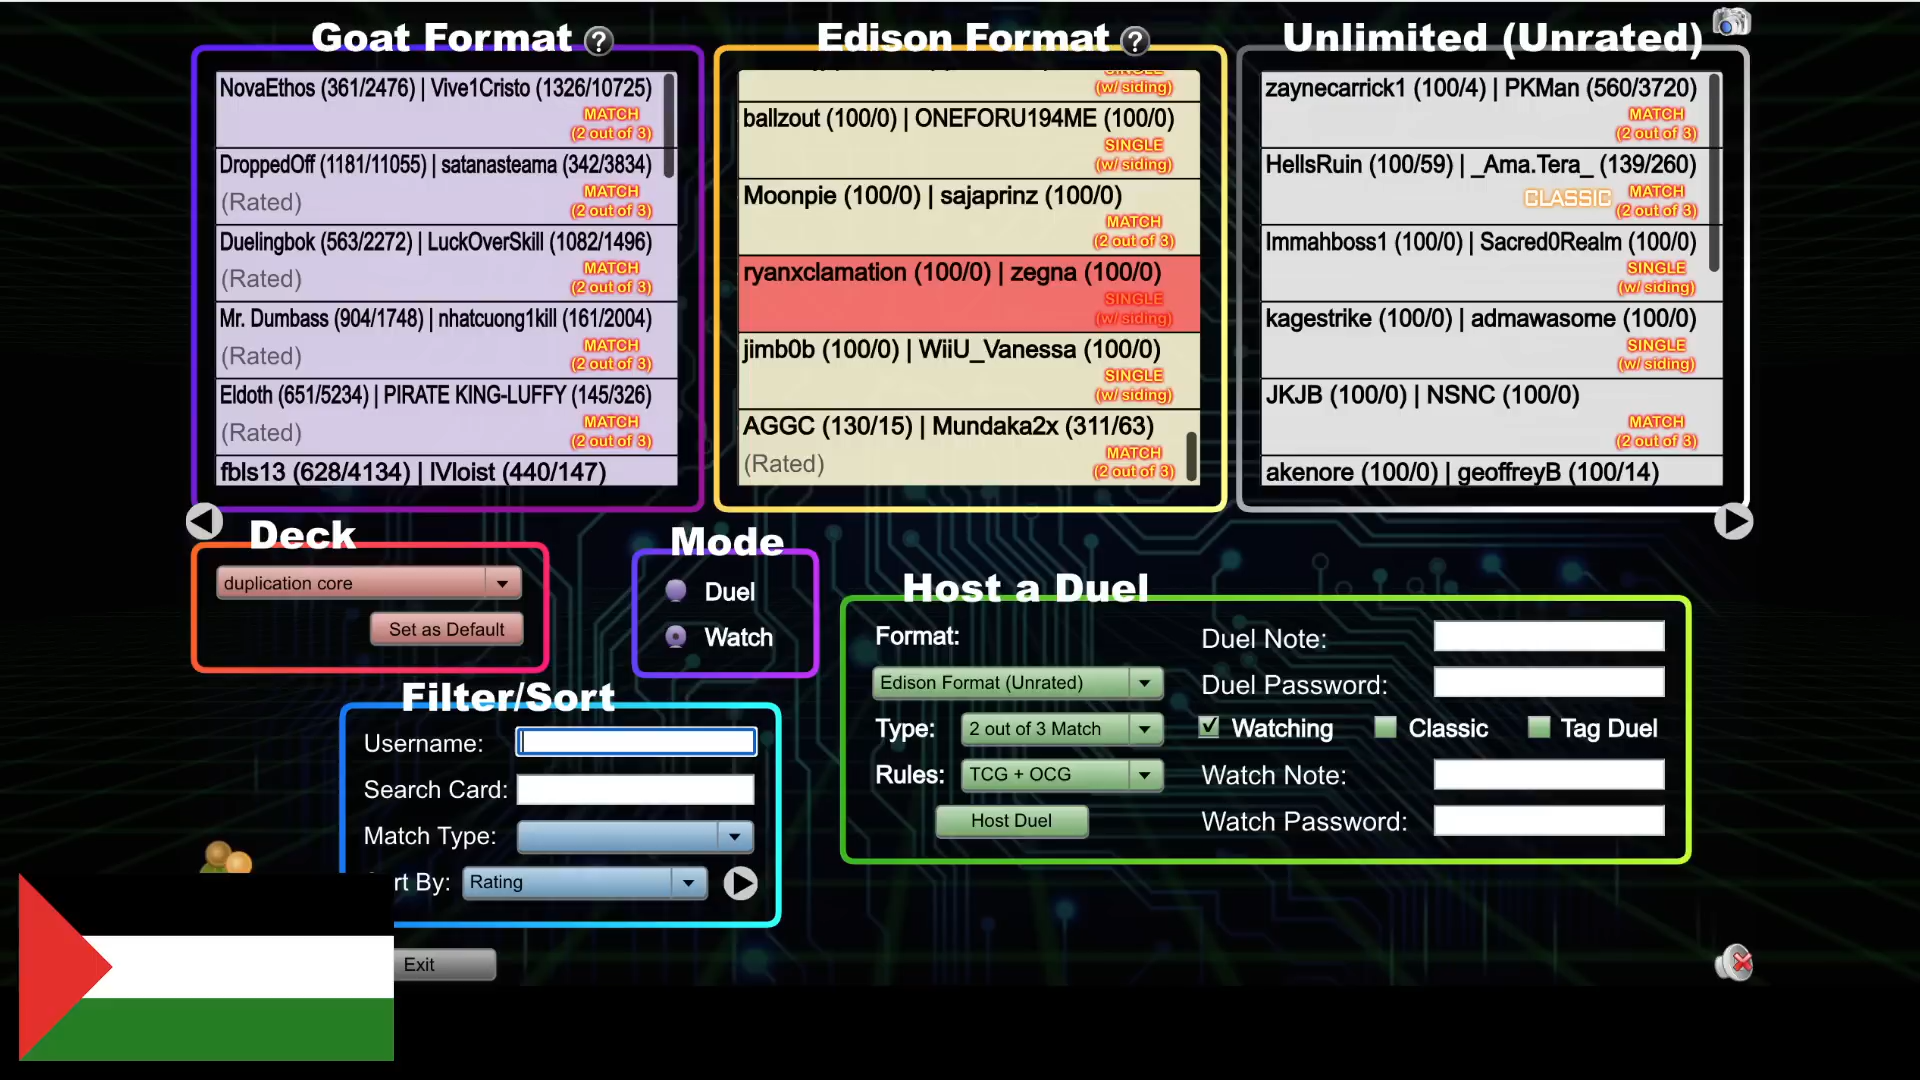 Goat Format ?
NovaEthos (361/2476) | Vive1Cristo (1326/10725)
MATCH
(2 out of 3)
DroppedOff (1181/11055) | satanasteama (342/3834)
(Rated)
MATCH
(2 out of 3)
Duelingbok (563/2272) | LuckOverSkill (1082/1496)
(Rated)
MATCH
(2 out of 3)
Mr. Dumbass (904/1748) | nhatcuong1kill (161/2004)
(Rated)
MATCH
(2 out of 3)
Eldoth (651/5234) | PIRATE KING-LUFFY (145/326)
(Rated)
MATCH
(2 out of 3)
fbls13 (628/4134) | lVloist (440/147)
Edison Format ?
SINGLE
(w/ siding)
ballzout (100/0) | ONEFORU194ME (100/0)
SINGLE
(w/ siding)
Moonpie (100/0) | sajaprinz (100/0)
MATCH
(2 out of 3)
ryanxclamation (100/0) | zegna (100/0)
SINGLE
(w/ siding)
jimb0b (100/0) | WiiU_Vanessa (100/0)
SINGLE
(w/ siding)
AGGC (130/15) | Mundaka2x (311/63)
(Rated)
MATCH
(2 out of 3)
Unlimited (Unrated)
zaynecarrick1 (100/4) | PKMan (560/3720)
MATCH
(2 out of 3)
HellsRuin (100/59) | _Ama.Tera_ (139/260)
CLASSIC
MATCH
(2 out of 3)
Immahboss1 (100/0) | Sacred0Realm (100/0)
SINGLE
(w/ siding)
kagestrike (100/0) | admawasome (100/0)
SINGLE
(w/ siding)
JKJB (100/0) | NSNC (100/0)
MATCH
(2 out of 3)
akenore (100/0) | geoffreyB (100/14)
Deck
duplication core
Set as Default
Mode
Duel
Watch
Filter/Sort
Username:
Search Card:
Match Type:
rt By: Rating
Exit
Host a Duel
Format:
Edison Format (Unrated)
Type: 2 out of 3 Match
Rules: TCG + OCG
Host Duel
Duel Note:
Duel Password:
Watching Classic Tag Duel
Watch Note:
Watch Password: